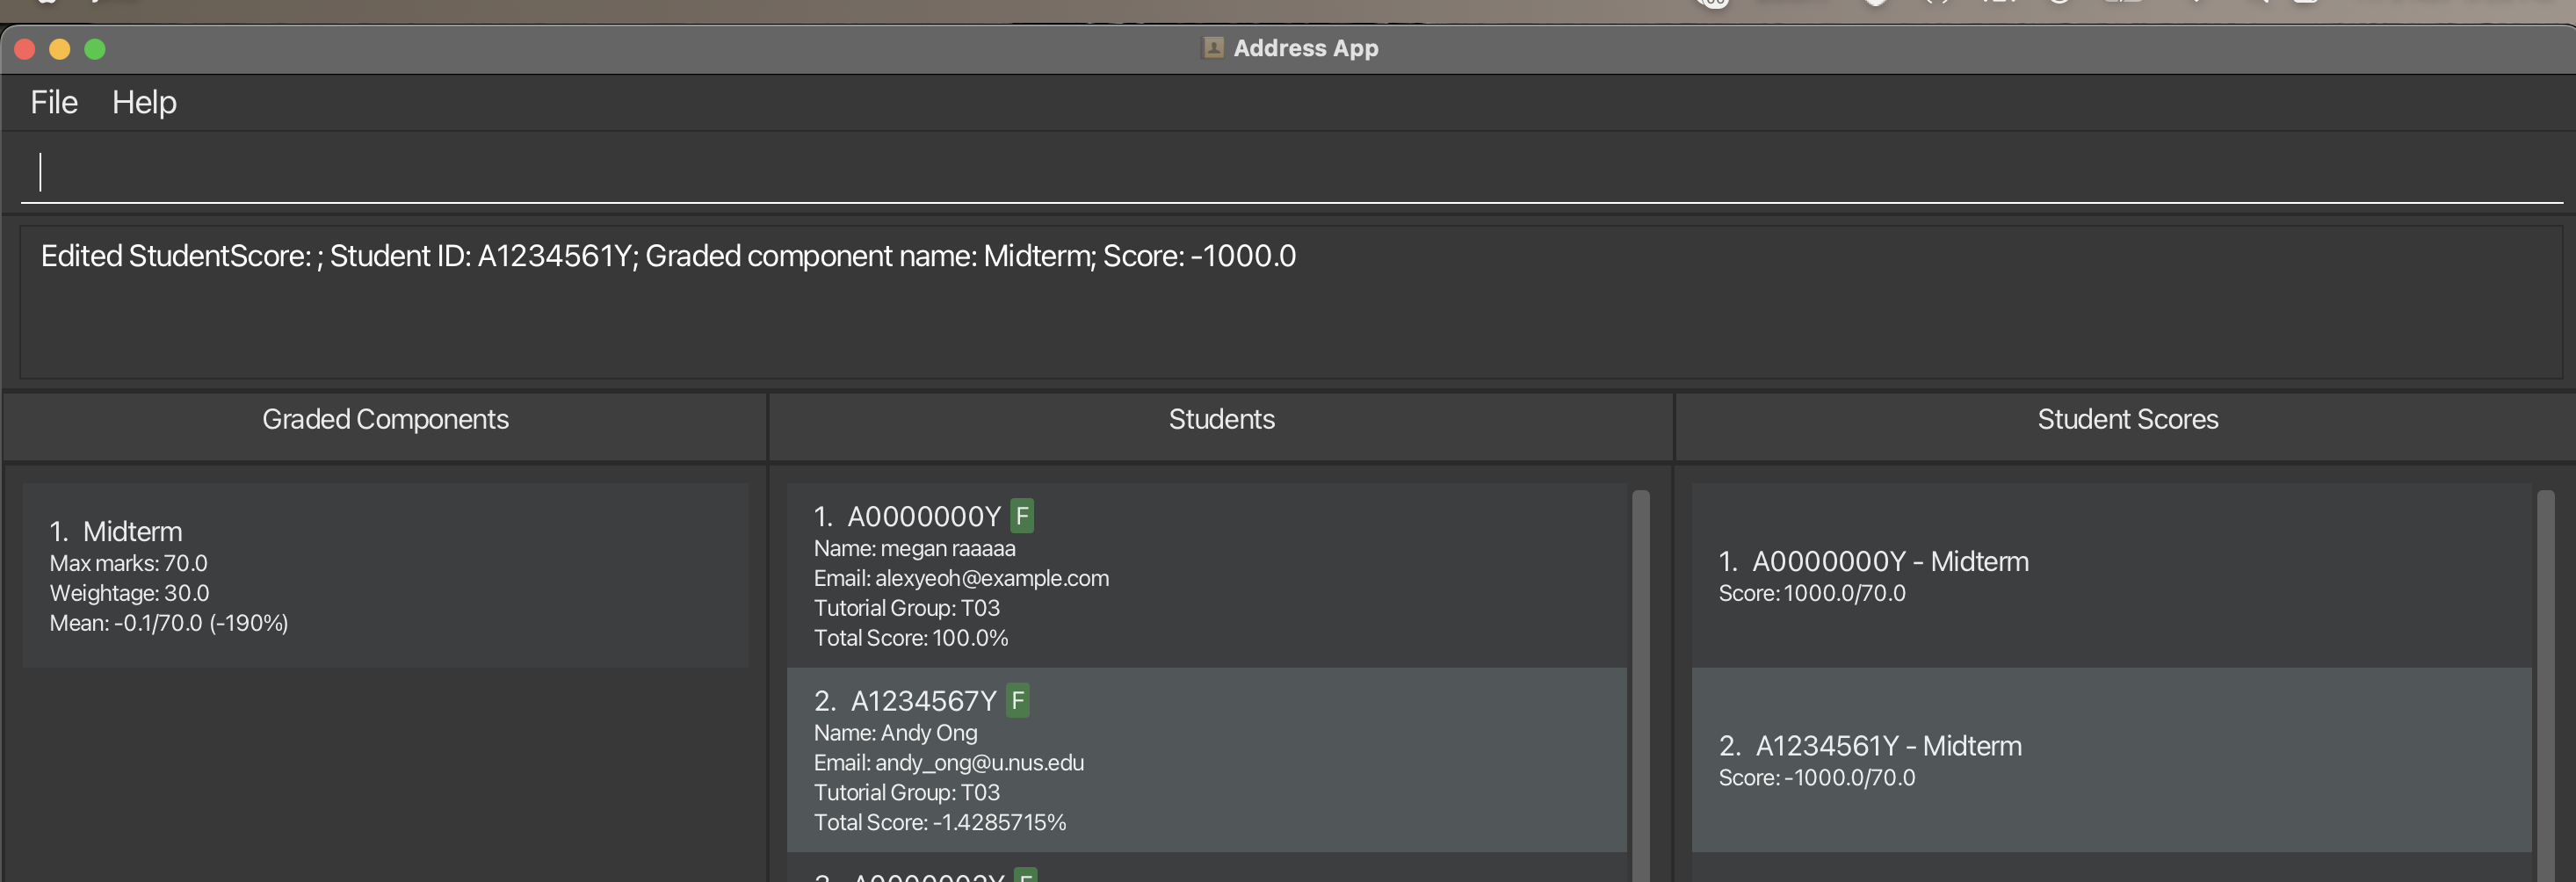 Address App
File Help
Edited StudentScore: ; Student ID: A1234561Y; Graded component name: Midterm; Score: -1000.0
Graded Components
Students
Student Scores
1. Midterm
Max marks: 70.0
Weightage: 30.0
Mean: -0.1/70.0 (-190%)
1. A0000000Y F
Name: megan raaaaa
Email: alexyeoh@example.com
Tutorial Group: T03
Total Score: 100.0%
2. A1234567Y F
Name: Andy Ong
Email: andy_ong@u.nus.edu
Tutorial Group: T03
Total Score: -1.4285715%
1. A0000000Y - Midterm
Score: 1000.0/70.0
2. A1234561Y - Midterm
Score: -1000.0/70.0